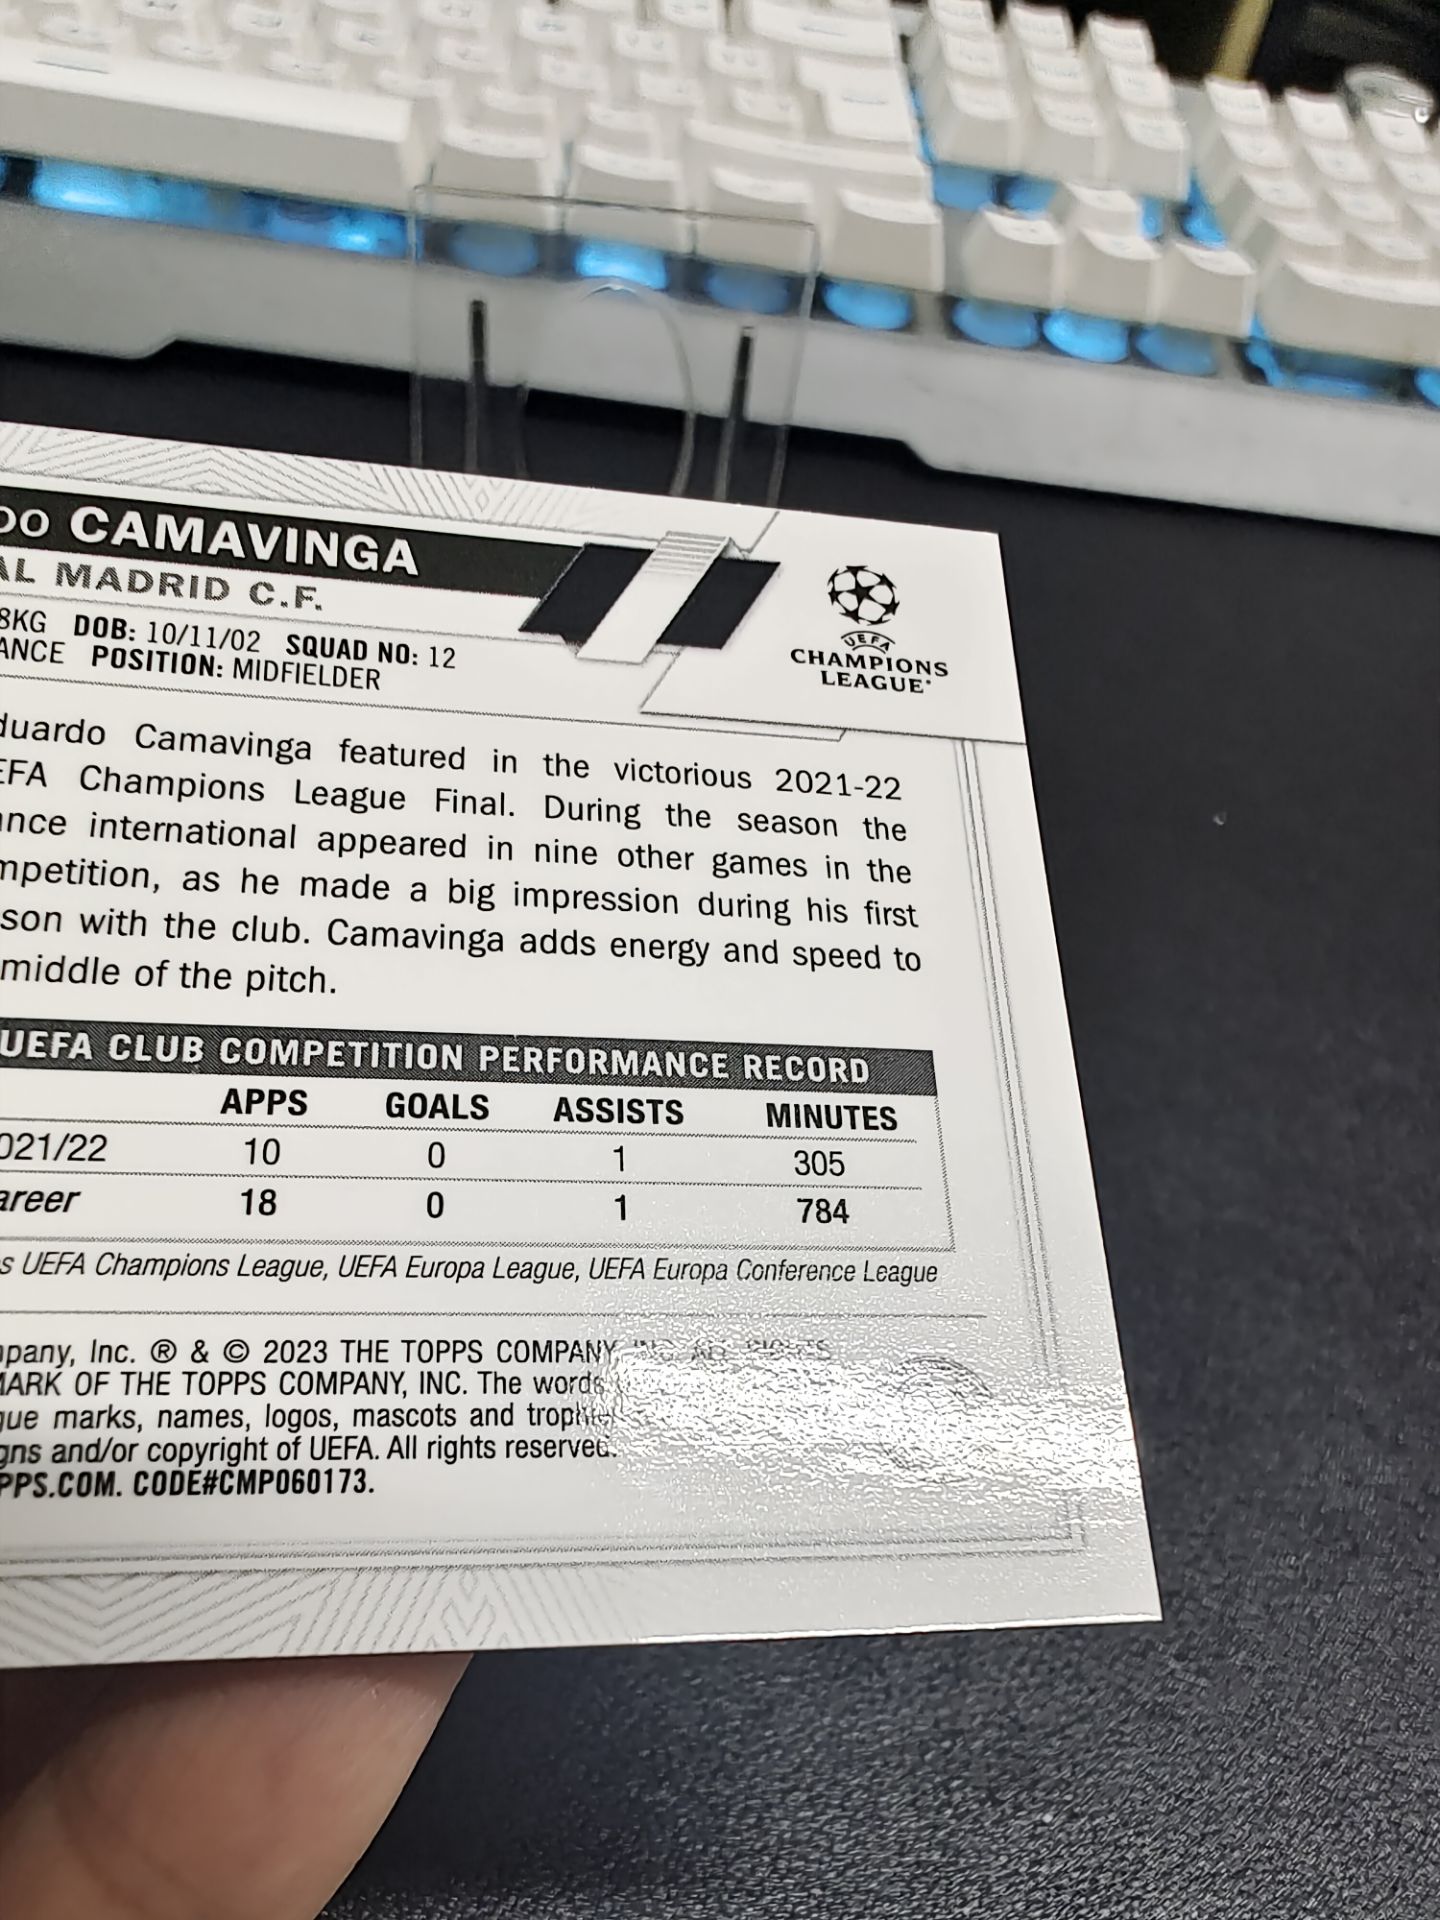 DO CAMAVINGA
AL MADRID C.F.
8KG DOB: 10/11/02 SQUAD NO: 12
ANCE POSITION: MIDFIELDER
UEFA
CHAMPIONS
LEAGUE
duardo Camavinga featured in the victorious 2021-22
EFA Champions League Final. During the season the
ance international appeared in nine other games in the
mpetition, as he made a big impression during his first
son with the club. Camavinga adds energy and speed to
middle of the pitch.
UEFA CLUB COMPETITION PERFORMANCE RECORD
APPS GOALS ASSISTS MINUTES
021/22 10 0 1 305
areer 18 0 1 784
s UEFA Champions League, UEFA Europa League, UEFA Europa Conference League
mpany, Inc. ® & © 2023 THE TOPPS COMPANY INC. ALL RIGHTS
MARK OF THE TOPPS COMPANY, INC. The words
gue marks, names, logos, mascots and trophies
gns and/or copyright of UEFA. All rights reserved.
PPS.COM. CODE#CMP060173.